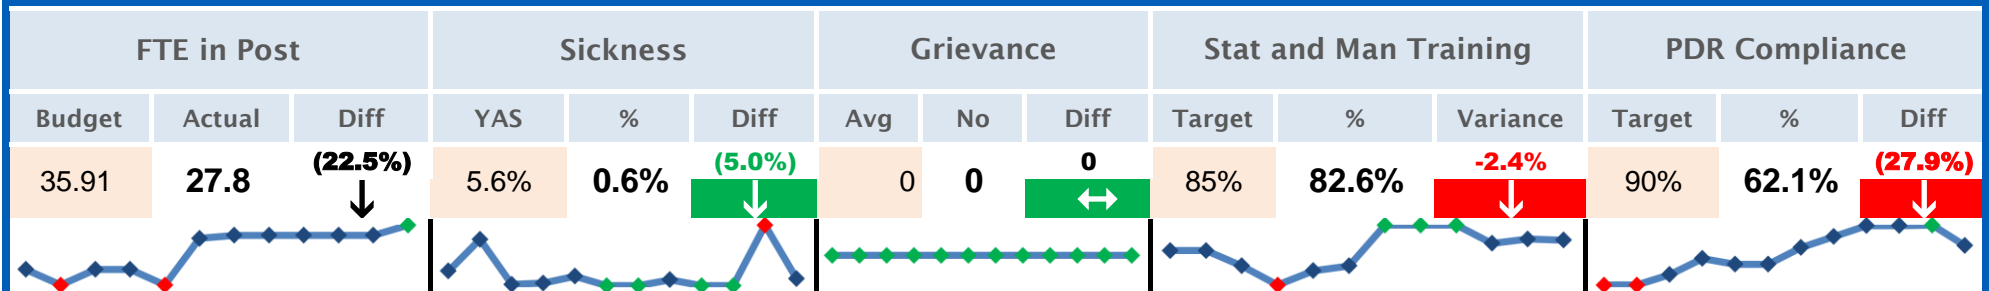 FTE in Post Sickness Grievance Stat and Man Training PDR Compliance
Budget Actual Diff YAS % Diff Avg No Diff Target % Variance Target % Diff
35.91 27.8 (22.5%) 5.6% 0.6% (5.0%) 0 0 0 85% 82.6% -2.4% 90% 62.1% (27.9%)